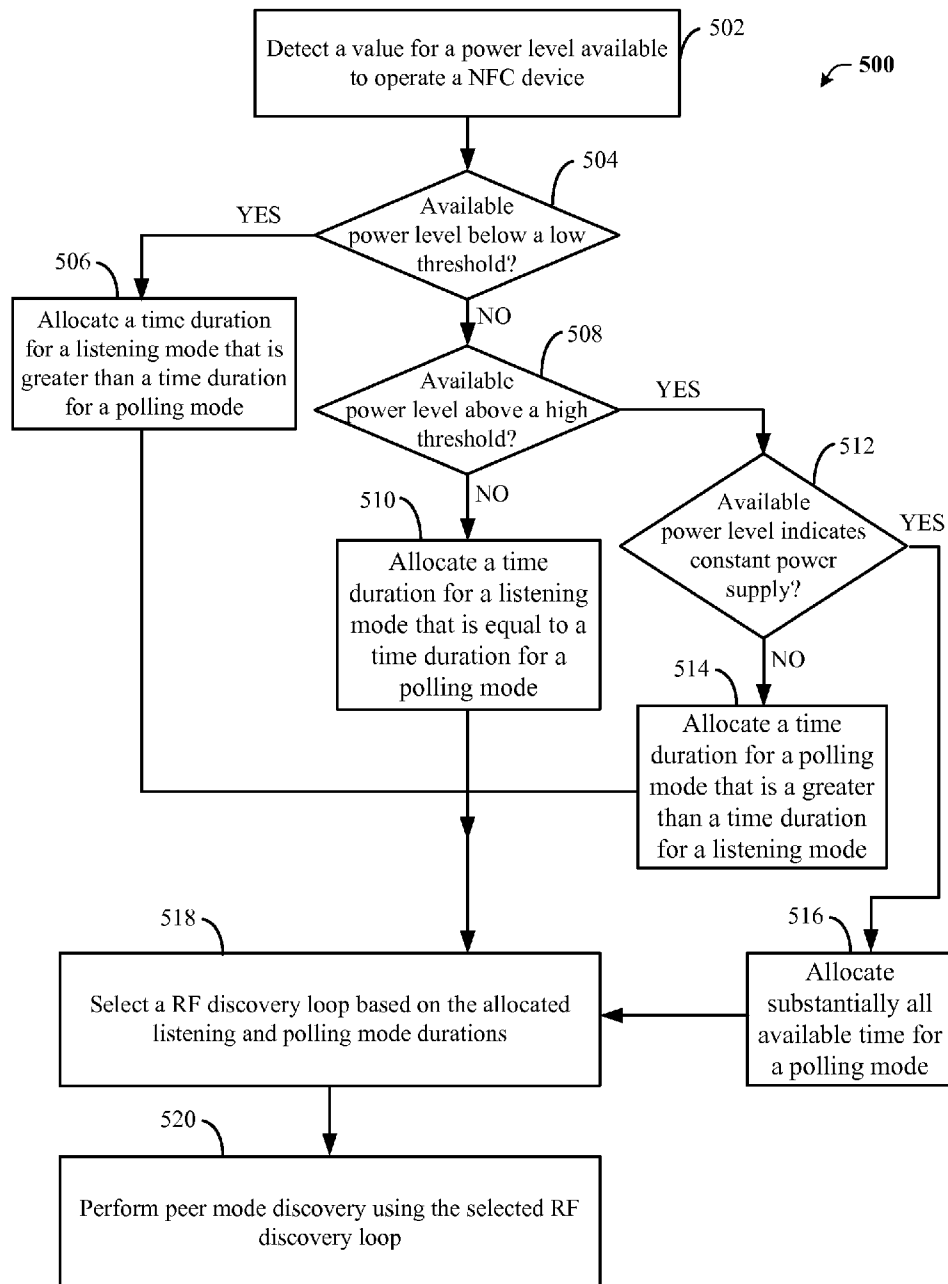 Detect a value for a power level available
to operate a NFC device
502
500
504
Available
power level below a low
threshold?
YES
506
Allocate a time duration
for a listening mode that is
greater than a time duration
for a polling mode
NO
508
Available
power level above a high
threshold?
YES
512
NO
510
Available
power level indicates
constant power
supply?
YES
Allocate a time
duration for a listening
mode that is equal to a
time duration for a
polling mode
NO
514
Allocate a time
duration for a polling
mode that is a greater
than a time duration
for a listening mode
518
516
Select a RF discovery loop based on the allocated
listening and polling mode durations
Allocate
substantially all
available time for
a polling mode
520
Perform peer mode discovery using the selected RF
discovery loop